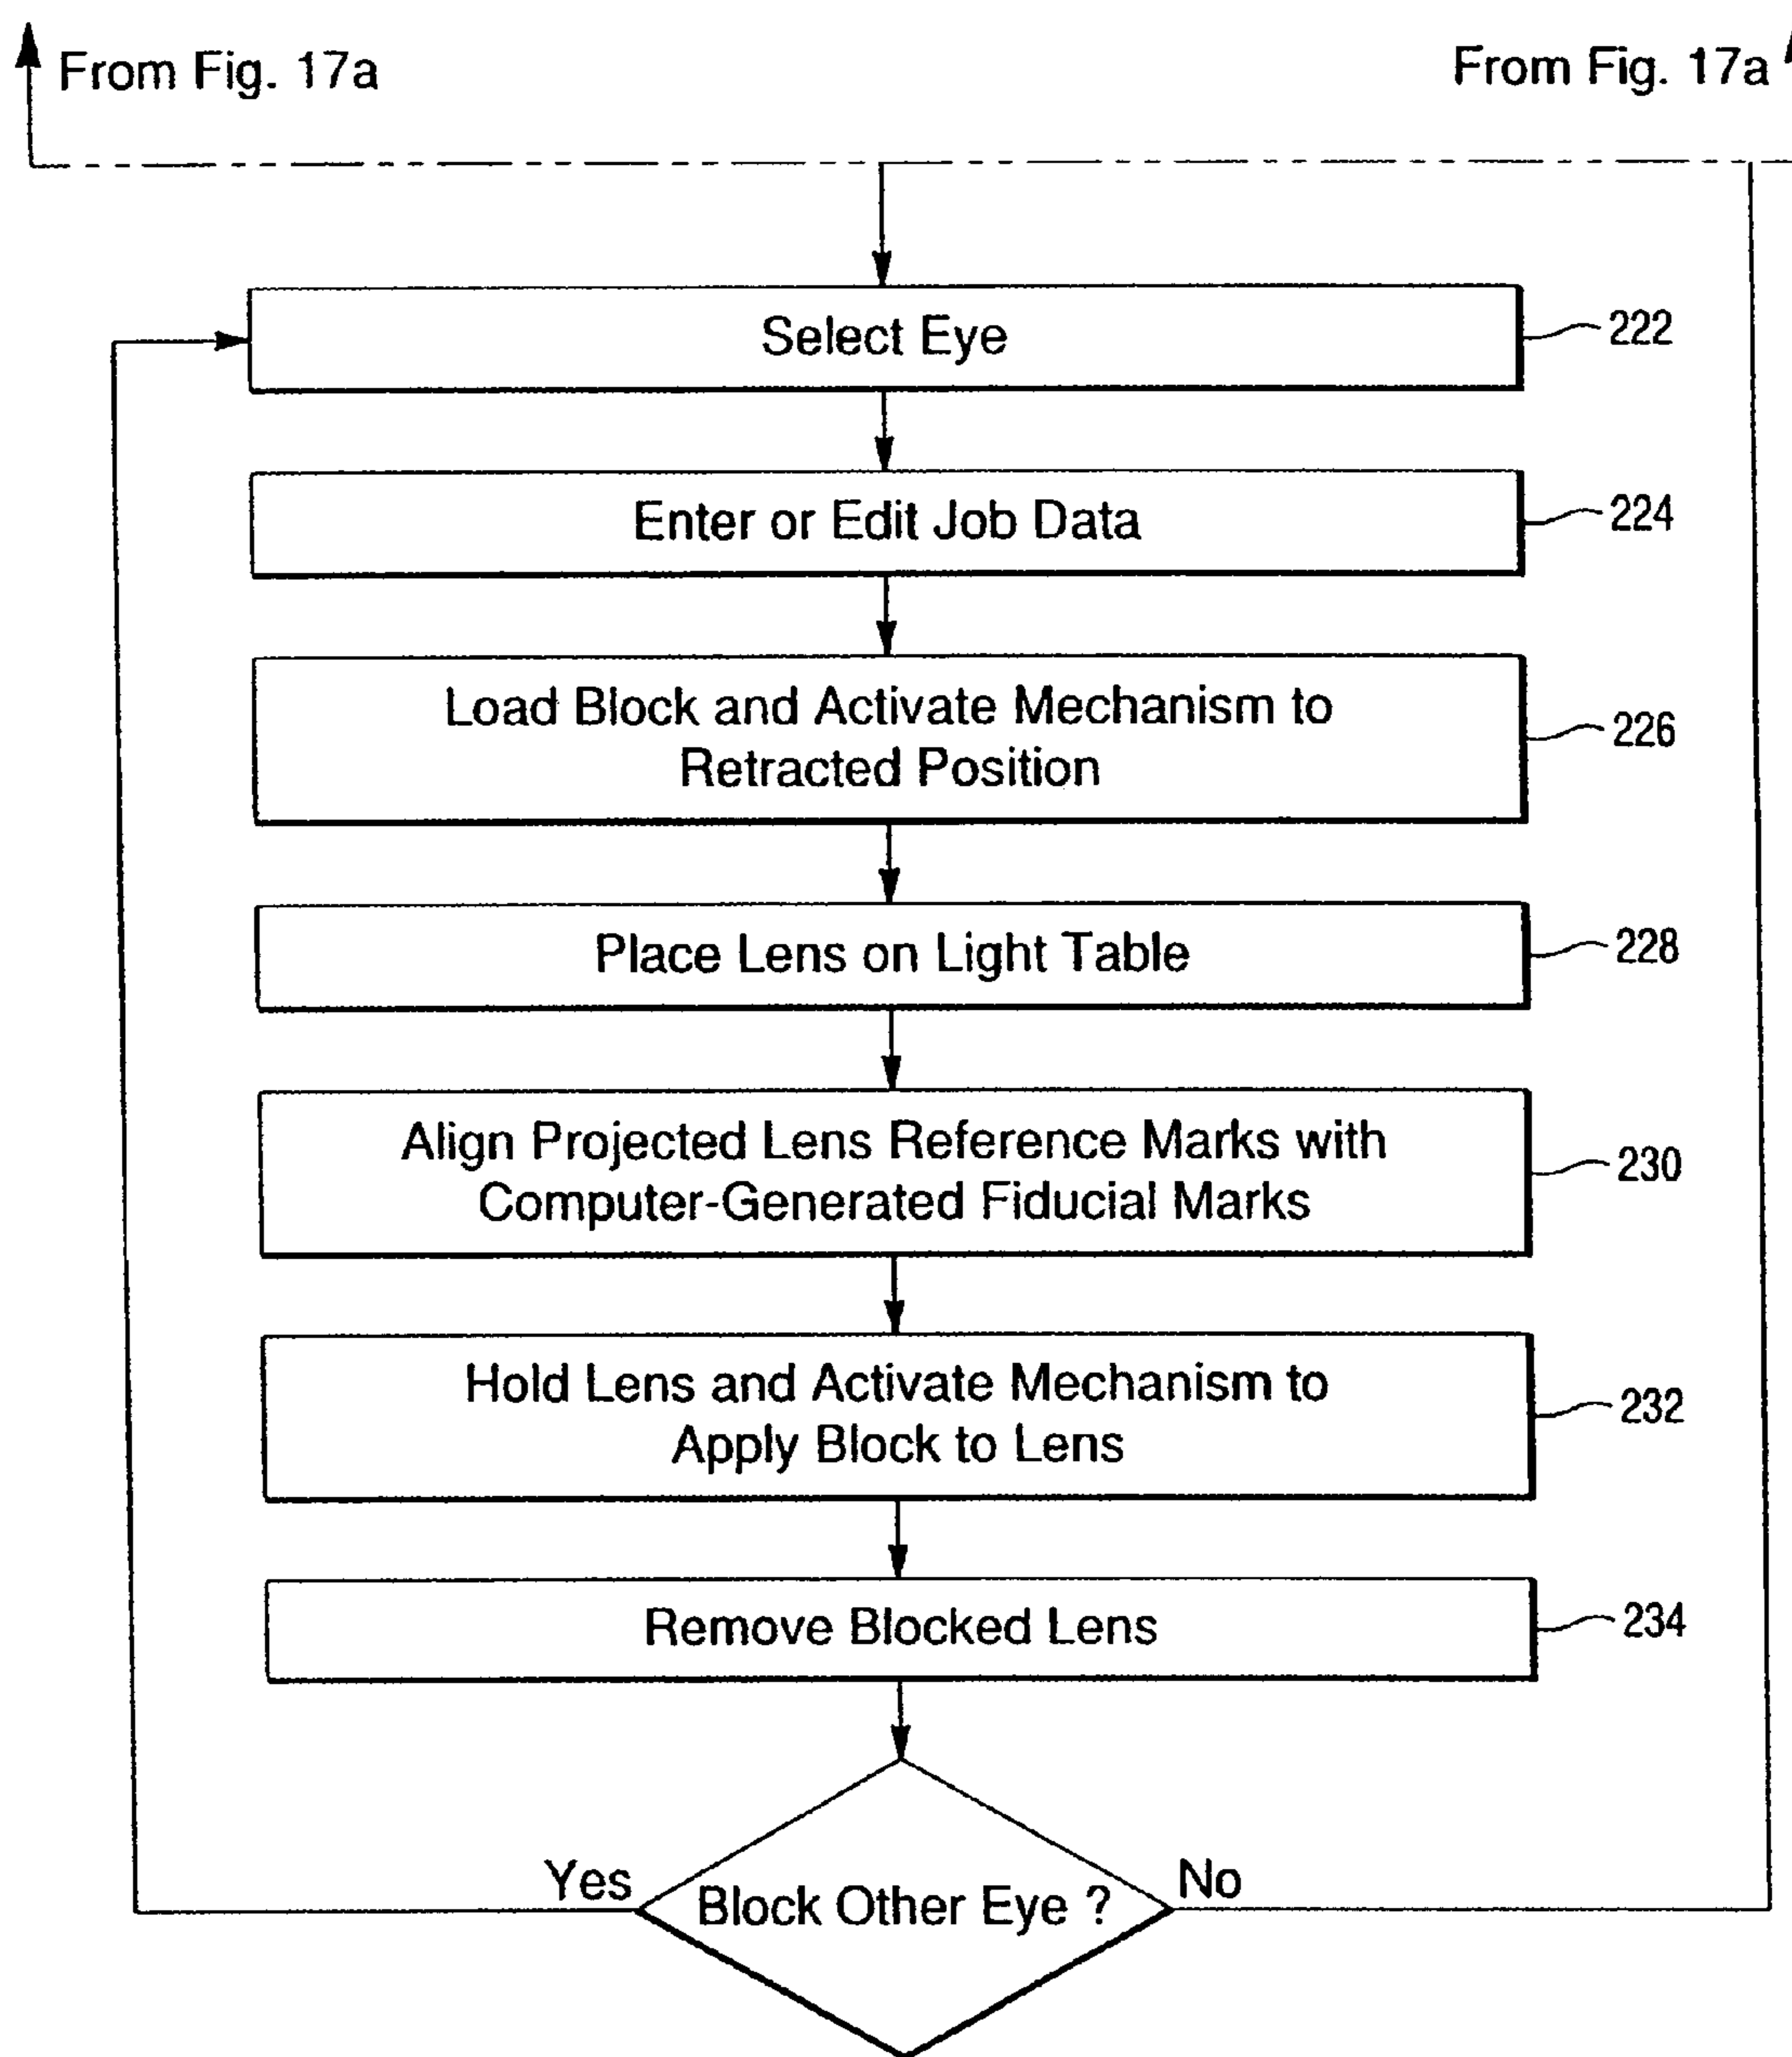 From Fig. 17a
From Fig. 17a
Select Eye
222
Enter or Edit Job Data
224
Load Block and Activate Mechanism to
Retracted Position
226
Place Lens on Light Table
228
Align Projected Lens Reference Marks with
Computer-Generated Fiducial Marks
230
Hold Lens and Activate Mechanism to
Apply Block to Lens
232
Remove Blocked Lens
234
Yes
Block Other Eye ?
No